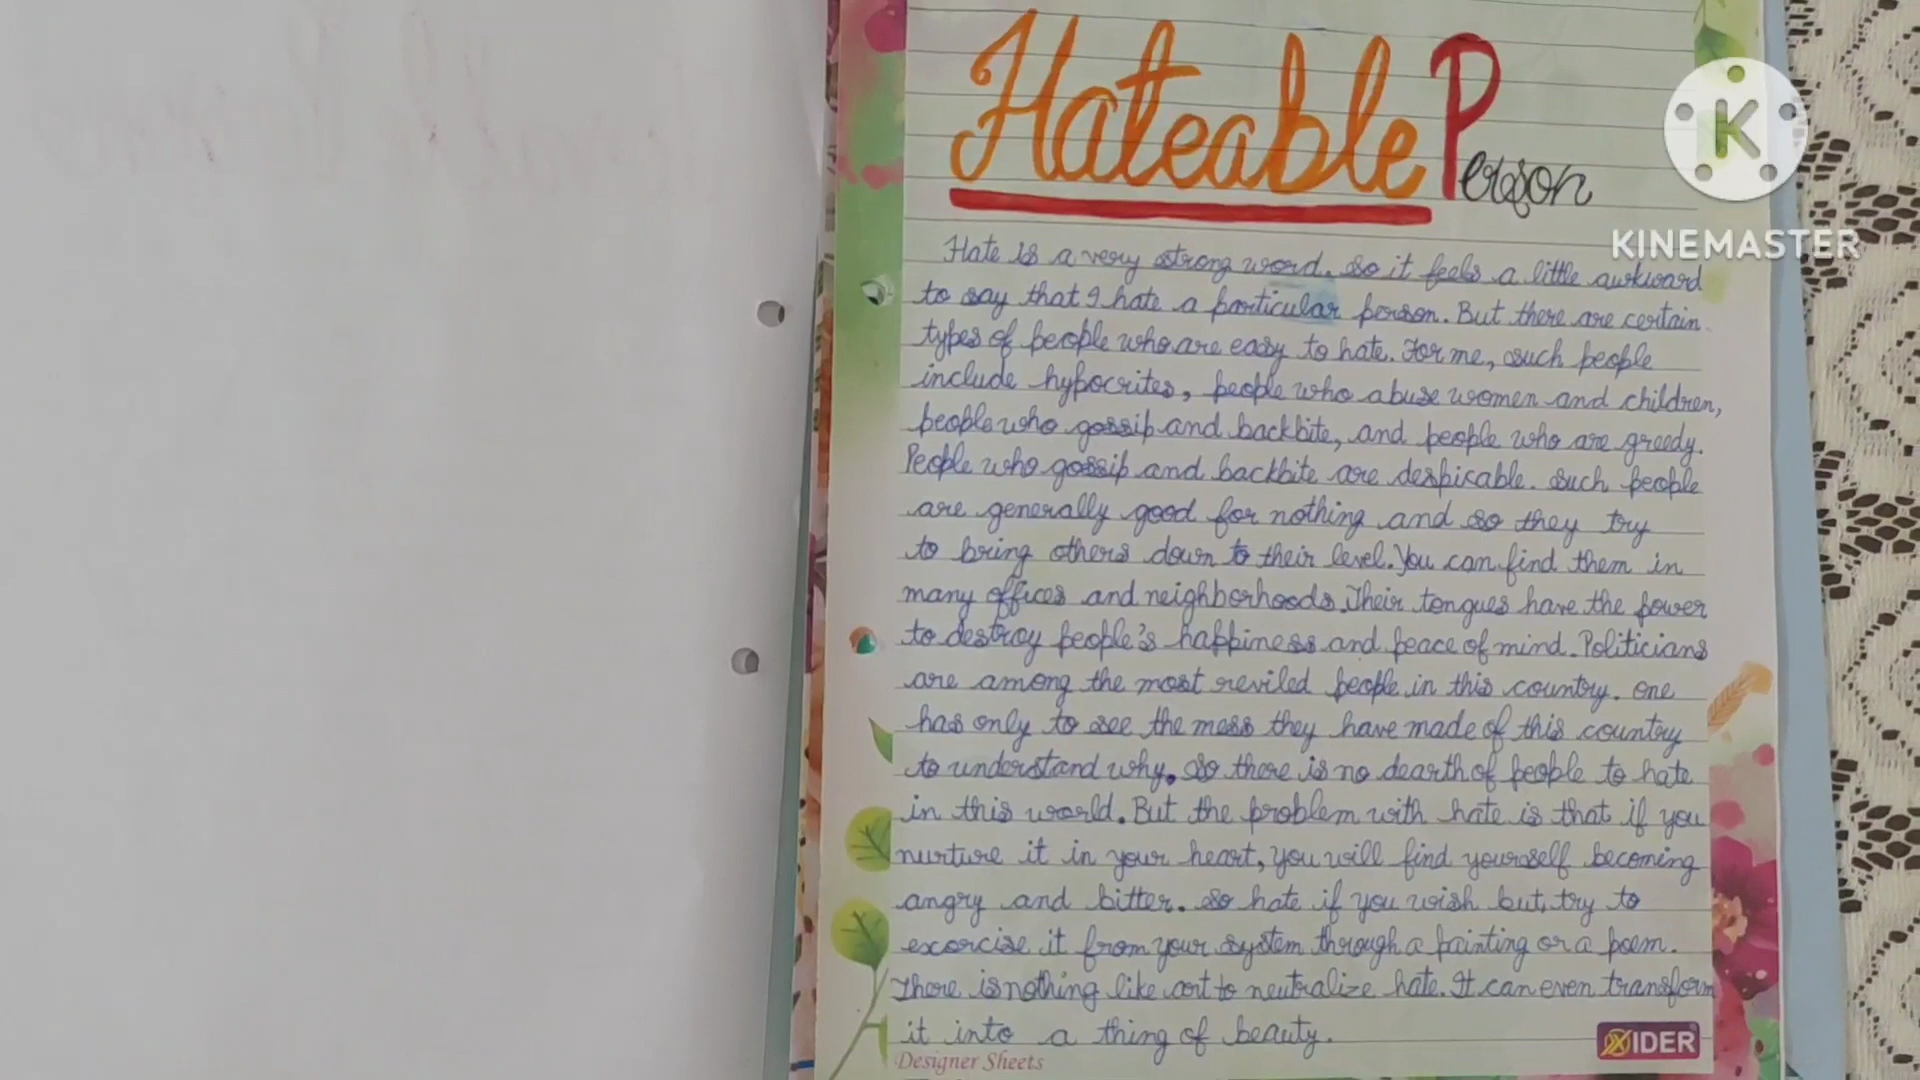 Hateable Person
KINEMASTER
Hate is a very strong word. so it feels a little awkward
to say that I hate a particular person. But there are certain
types of people who are easy to hate. For me, such people
include hypocrites, people who abuse women and children,
people who gossip and backbite, and people who are greedy.
People who gossip and backbite are despicable. such people
are generally good for nothing and so they try
to bring others down to their level. You can find them in
many offices and neighborhoods. Their tongues have the power
to destroy people's happiness and peace of mind. Politicians
are among the most reviled people in this country. One
has only to see the mess they have made of this country
to understand why. so there is no dearth of people to hate
in this world. But the problem with hate is that if you
nurture it in your heart, you will find yourself becoming
angry and bitter. so hate if you wish but, try to
exorcise it from your system through a painting or a poem.
There is nothing like art to neutralize hate. It can even transform
it into a thing of beauty.
XIDER
Designer Sheets